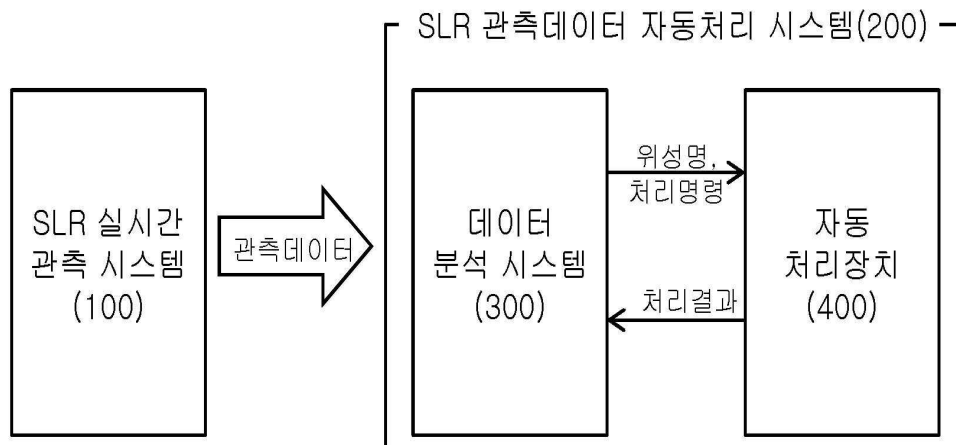 SLR 관측데이터 자동처리 시스템(200)
SLR 실시간
관측 시스템
(100)
관측데이터
데이터
분석 시스템
(300)
위성명,
처리명령
처리결과
자동
처리장치
(400)